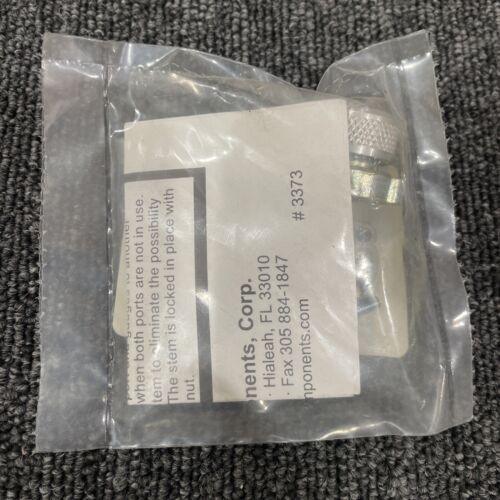 another
when both ports are not in use.
tem to eliminate the possibility
The stem is locked in place with
nut.
nents, Corp.
· Hialeah, FL 33010
· Fax 305 884-1847
mponents.com
# 3373